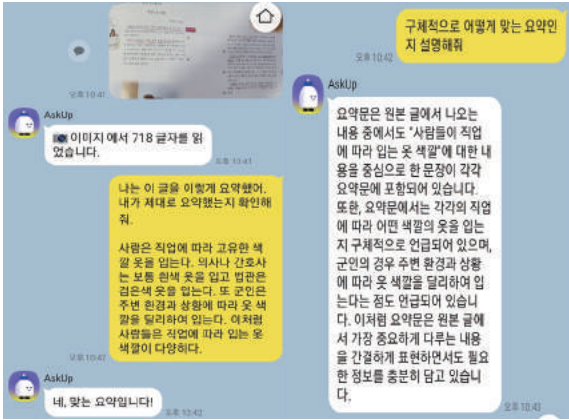 오후 10:41
AskUp
이미지 에서 718 글자를 읽
었습니다.
오후 10:41
나는 이 글을 이렇게 요약했어.
내가 제대로 요약했는지 확인해
줘.
사람은 직업에 따라 고유한 색
깔 옷을 입는다. 의사나 간호사
는 보통 흰색 옷을 입고 법관은
검은색 옷을 입는다. 또 군인은
주변 환경과 상황에 따라 옷 색
깔을 달리하여 입는다. 이처럼
사람들은 직업에 따라 입는 옷
색깔이 다양하다.
오후 10:42
AskUp
네, 맞는 요약입니다!
오후 10:42
구체적으로 어떻게 맞는 요약인
지 설명해줘
오후 10:42
AskUp
요약문은 원본 글에서 나오는
내용 중에서도 "사람들이 직업
에 따라 입는 옷 색깔"에 대한 내
용을 중심으로 한 문장이 각각
요약문에 포함되어 있습니다.
또한, 요약문에서는 각각의 직업
에 따라 어떤 색깔의 옷을 입는
지 구체적으로 언급되어 있으며,
군인의 경우 주변 환경과 상황
에 따라 옷 색깔을 달리하여 입
는다는 점도 언급되어 있습니
다. 이처럼 요약문은 원본 글에
서 가장 중요하게 다루는 내용
을 간결하게 표현하면서도 필요
한 정보를 충분히 담고 있습니
다.
오후 10:43